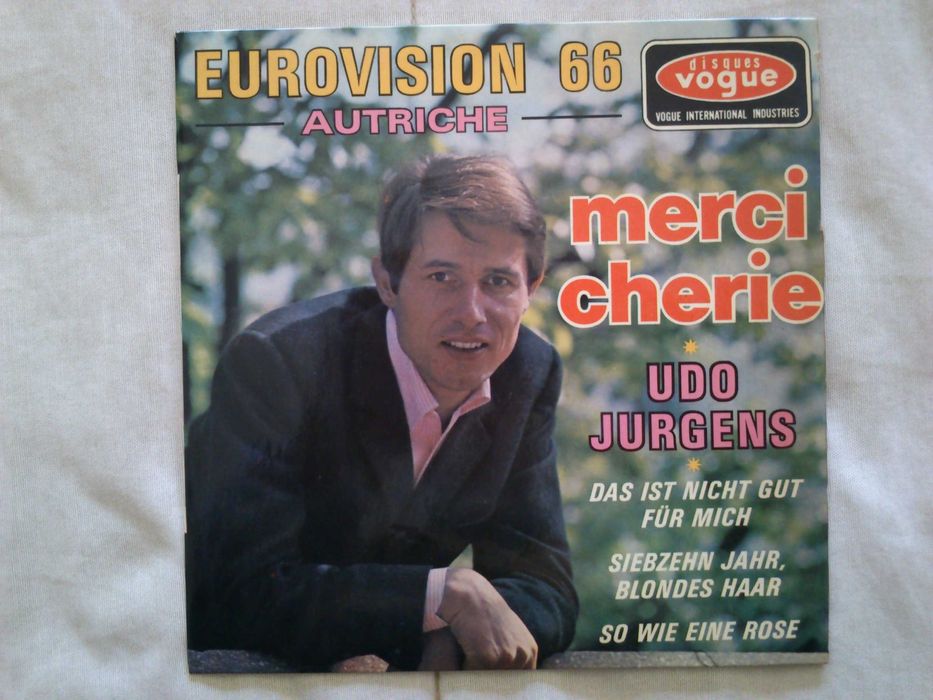 EUROVISION 66
AUTRICHE
disques
vogue
VOGUE INTERNATIONAL INDUSTRIES
merci
cherie
UDO
JURGENS
DAS IST NICHT GUT
FÜR MICH
SIEBZEHN JAHR,
BLONDES HAAR
SO WIE EINE ROSE